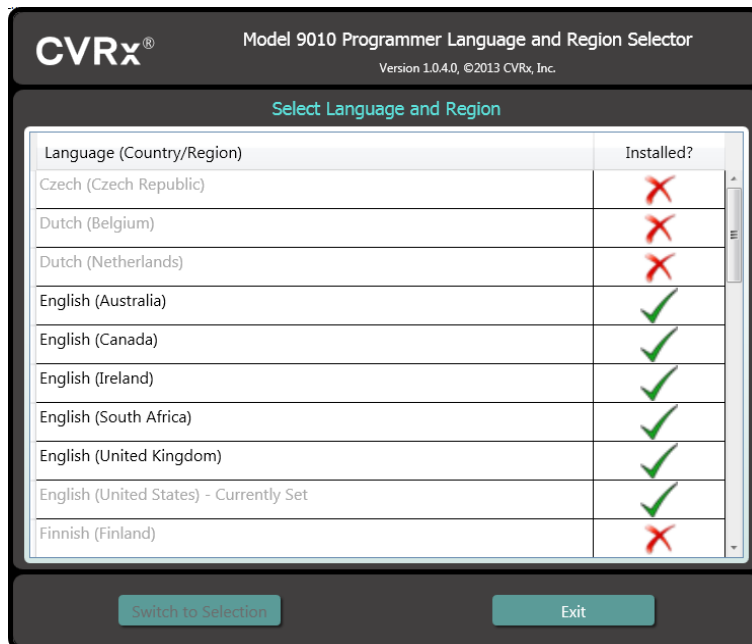 CVRx®
Model 9010 Programmer Language and Region Selector
Version 1.0.4.0, ©2013 CVRx, Inc.
Select Language and Region
Language (Country/Region) Installed?
Czech (Czech Republic)
Dutch (Belgium)
Dutch (Netherlands)
English (Australia)
English (Canada)
English (Ireland)
English (South Africa)
English (United Kingdom)
English (United States) - Currently Set
Finnish (Finland)
Switch to Selection Exit